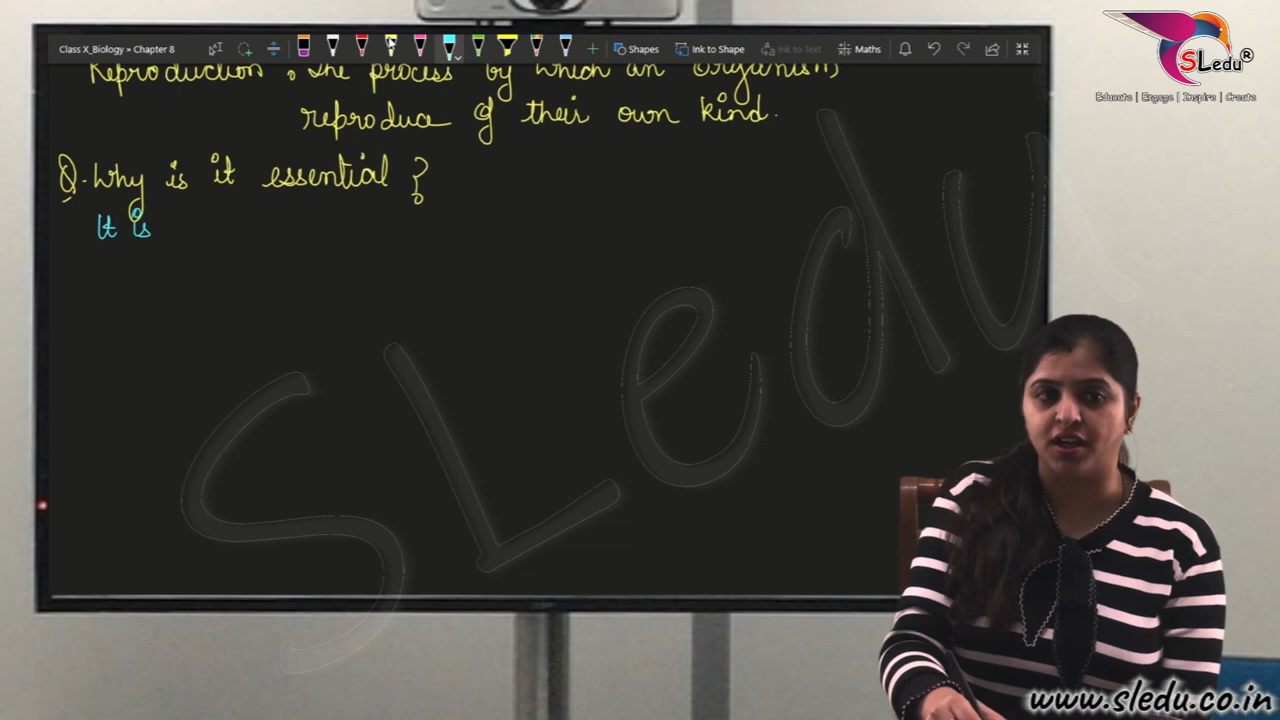 Class X_Biology » Chapter 8
Shapes
Ink to Shape
Ink to Text
Maths
Reproduction : The process by which an organism,
reproduce of their own kind.
Q. Why is it essential ?
It is
SLedu
SLedu®
Educate | Engage | Inspire | Create
www.sledu.co.in